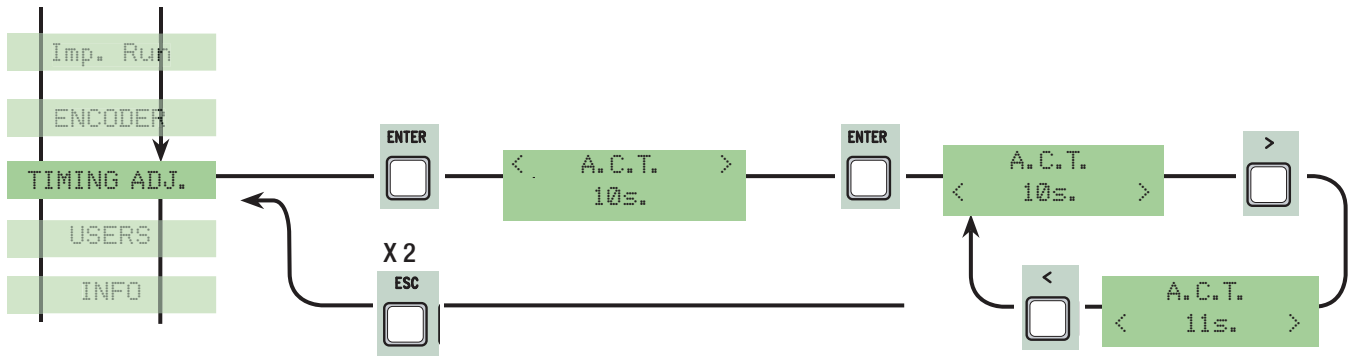 Imp. Run
ENCODER
TIMING ADJ.
USERS
INFO
ENTER
< A.C.T. >
10s.
ENTER
A.C.T.
< 10s. >
>
X 2
ESC
<
A.C.T.
< 11s. >